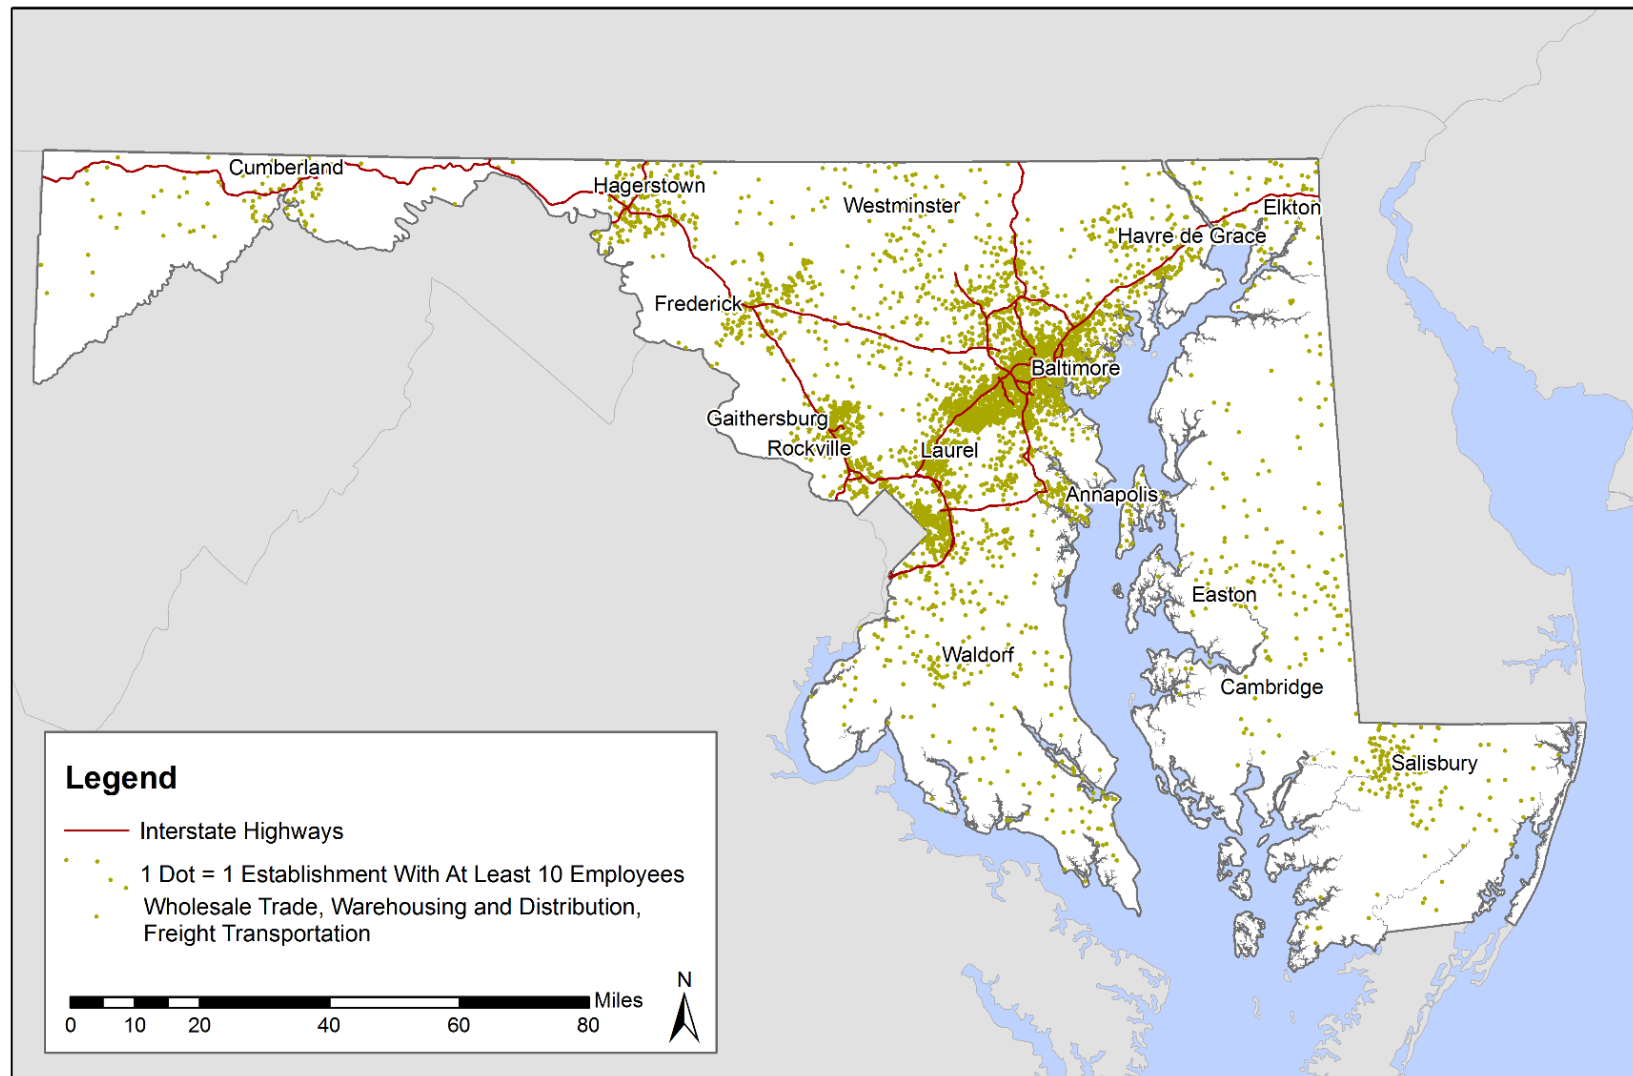 Cumberland
Hagerstown
Westminster
Elkton
Havre de Grace
Frederick
Baltimore
Gaithersburg
Rockville
Laurel
Annapolis
Easton
Waldorf
Cambridge
Salisbury
Legend
Interstate Highways
1 Dot = 1 Establishment With At Least 10 Employees
Wholesale Trade, Warehousing and Distribution,
Freight Transportation
N
Miles
0 10 20 40 60 80